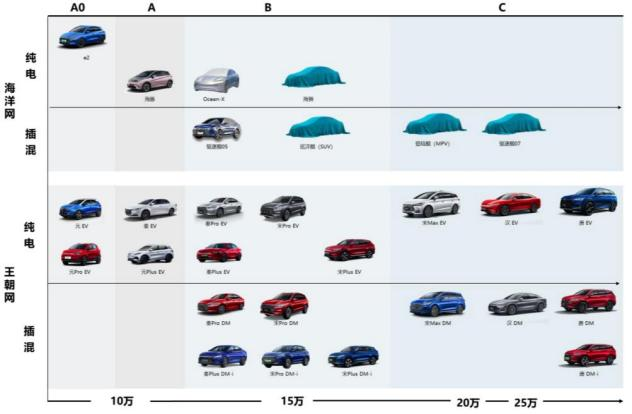 A0 A B C
海洋网
纯电
e2
海豚 Ocean-X 海狮
插混
驱逐舰05 巡洋舰（SUV） 登陆舰（MPV） 驱逐舰07
王朝网
纯电
元 EV 秦 EV 秦Pro EV 宋Pro EV 宋Max EV 汉 EV 唐 EV
元Pro EV 元Plus EV 秦Plus EV 宋Plus EV
插混
秦Pro DM 宋Pro DM 宋Max DM 汉 DM 唐 DM
秦Plus DM-i 宋Pro DM-i 宋Plus DM-i 唐 DM-i
10万 15万 20万 25万